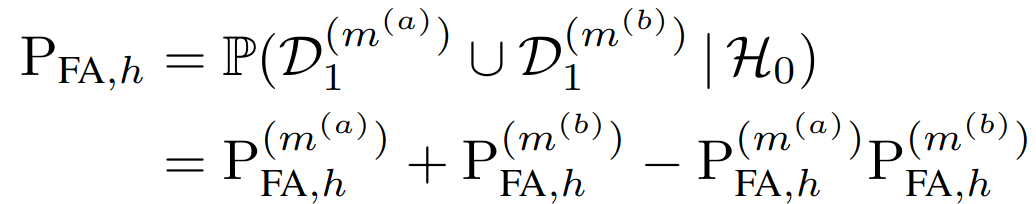 P_{FA,h} = ℙ(𝒟_1^{(m^{(a)})} ∪ 𝒟_1^{(m^{(b)})} | ℋ_0)
= P_{FA,h}^{(m^{(a)})} + P_{FA,h}^{(m^{(b)})} − P_{FA,h}^{(m^{(a)})} P_{FA,h}^{(m^{(b)})}